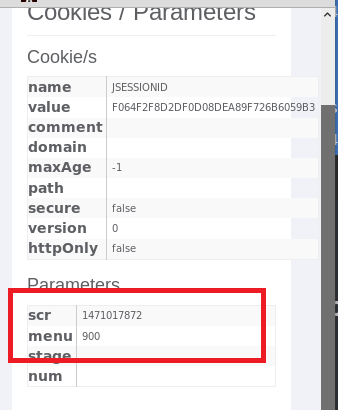 Cookies / Parameters
Cookie/s
name JSESSIONID
value F064F2F8D2DF0D08DEA89F726B6059B3
comment
domain
maxAge -1
path
secure false
version 0
httpOnly false
Parameters
scr 1471017872
menu 900
stage
num